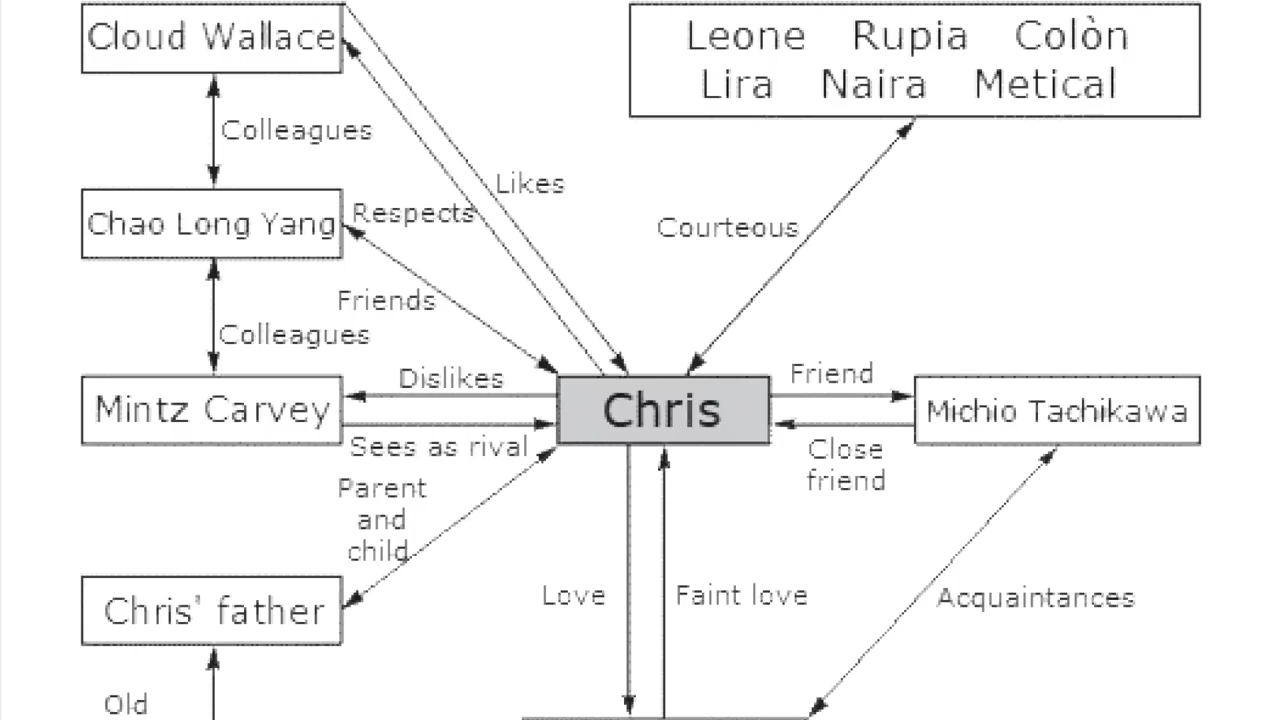 Cloud Wallace
Leone Rupia Colòn
Lira Naira Metical
Colleagues
Likes
Chao Long Yang
Respects
Courteous
Friends
Colleagues
Mintz Carvey
Dislikes
Sees as rival
Chris
Friend
Close
friend
Michio Tachikawa
Parent
and
child
Chris' father
Love
Faint love
Acquaintances
Old